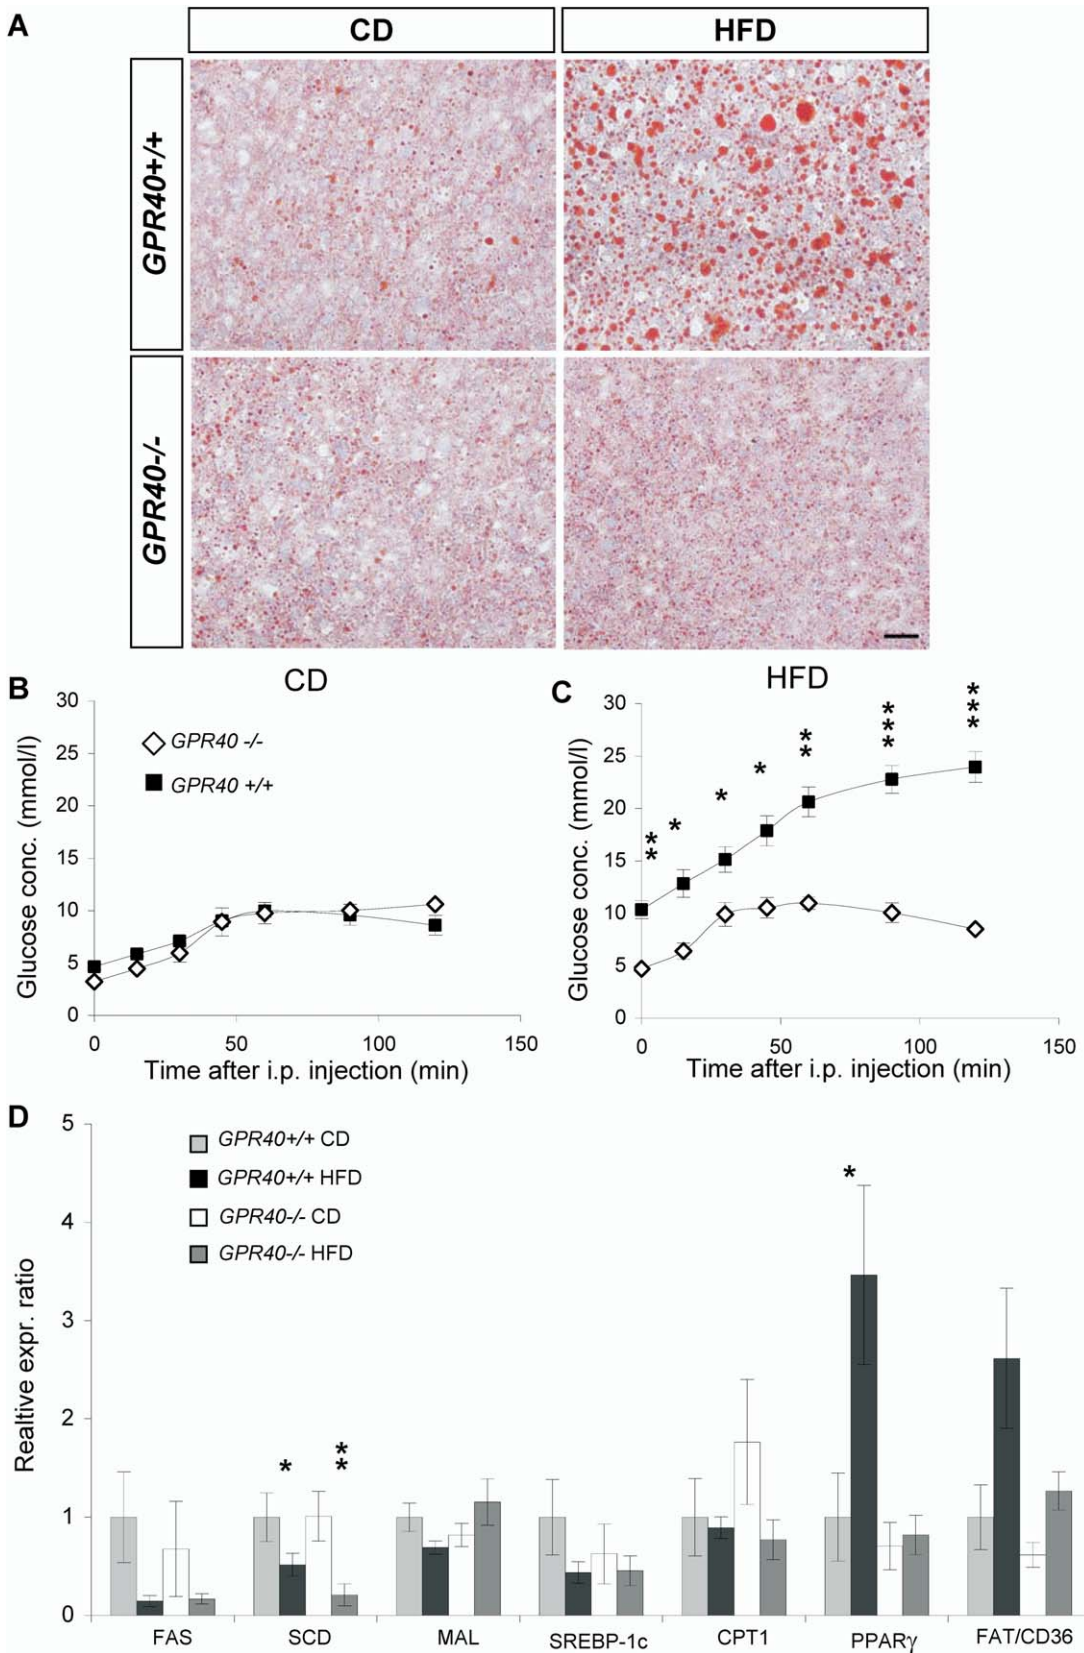 A
CD
HFD
GPR40+/+
GPR40-/-
B
CD
30
25
20
15
10
5
0
GPR40 -/-
GPR40 +/+
Glucose conc. (mmol/l)
0 50 100 150
Time after i.p. injection (min)
C
HFD
30
25
20
15
10
5
0
**
*
*
*
**
***
***
Glucose conc. (mmol/l)
0 50 100 150
Time after i.p. injection (min)
D
5
4
3
2
1
0
Realtive expr. ratio
GPR40+/+ CD
GPR40+/+ HFD
GPR40-/- CD
GPR40-/- HFD
*
**
*
FAS SCD MAL SREBP-1c CPT1 PPARγ FAT/CD36